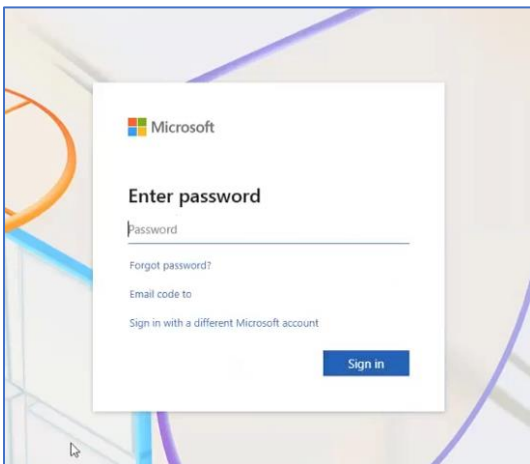 Microsoft
Enter password
Password
Forgot password?
Email code to
Sign in with a different Microsoft account
Sign in